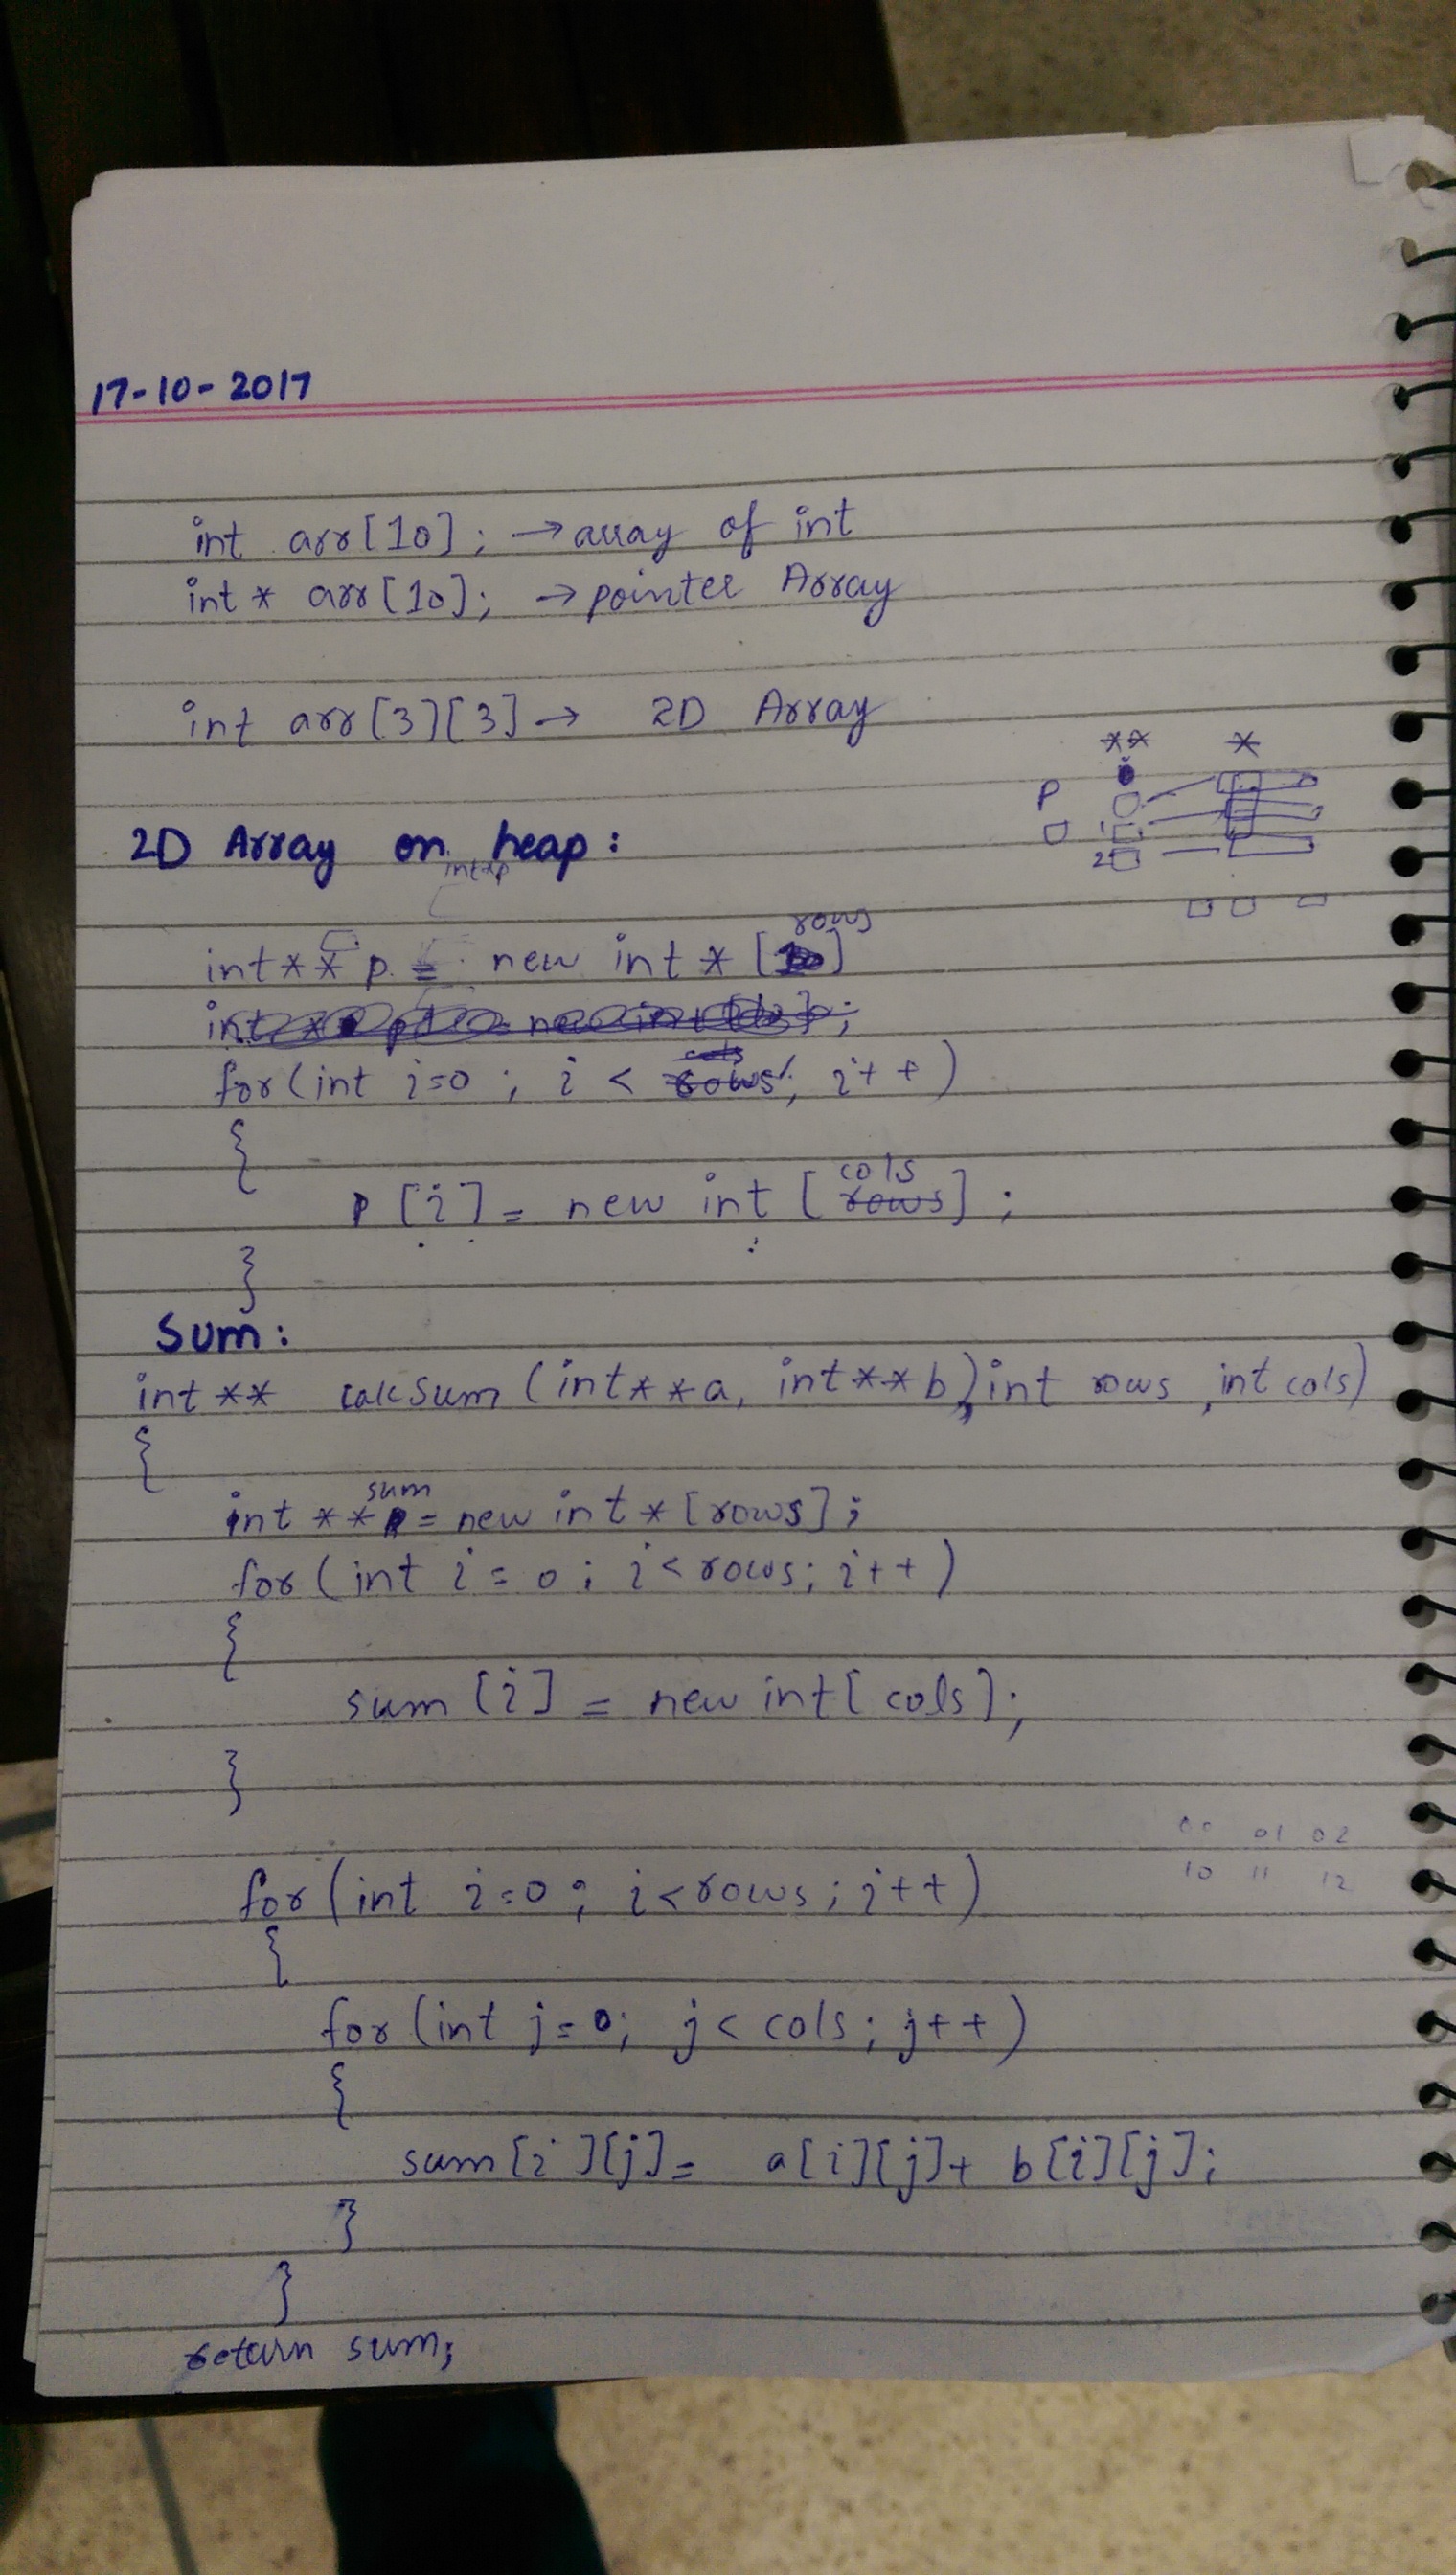 17-10-2017
int arr[10]; → array of int
int * arr[10]; → pointer Array
int arr[3][3] → 2D Array
** *
P
1
2
2D Array on heap:
int*p
rows
int** p = new int * [ ]
cols
for(int i=0 ; i < rows; i++)
{
cols
p[i] = new int [rows];
}
Sum:
int ** calcSum (int**a, int**b, int rows, int cols)
{
sum
int ** = new int * [rows];
for(int i = 0; i<rows; i++)
{
sum [i] = new int[cols];
}
00 01 02
10 11 12
for(int i=0; i<rows; i++)
{
for(int j=0; j< cols; j++)
{
sum[i][j]= a[i][j]+ b[i][j];
}
}
return sum;